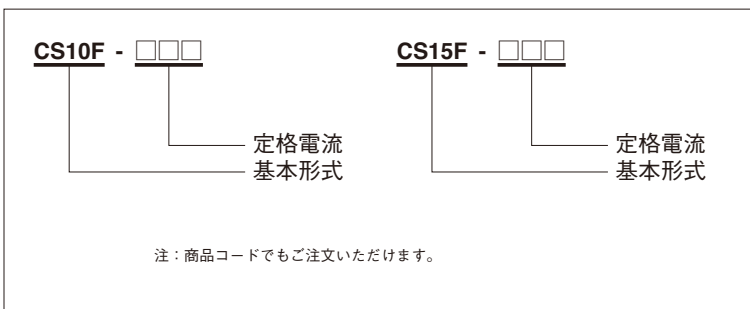 CS10F - □□□
定格電流
基本形式
CS15F - □□□
定格電流
基本形式
注：商品コードでもご注文いただけます。